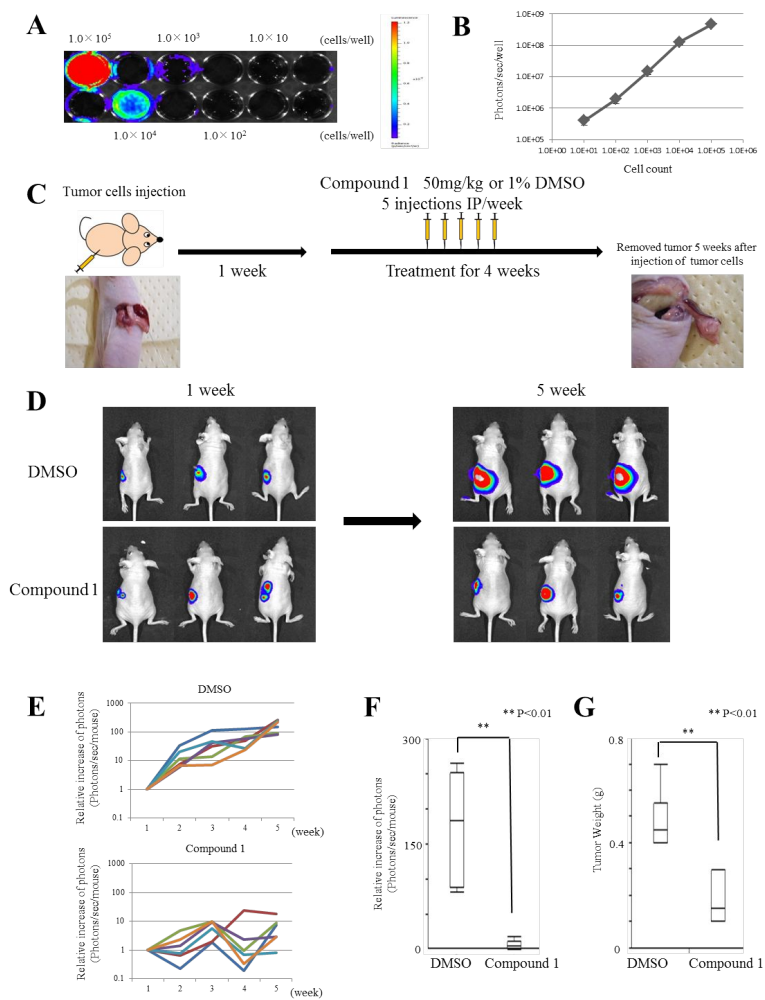 A
1.0×10⁵ 1.0×10³ 1.0×10 (cells/well)
1.0×10⁴ 1.0×10² (cells/well)
B
Photons/sec/well
1.0E+09
1.0E+08
1.0E+07
1.0E+06
1.0E+05
1.0E+00 1.0E+01 1.0E+02 1.0E+03 1.0E+04 1.0E+05 1.0E+06
Cell count
C
Tumor cells injection
1 week
Compound 1 50mg/kg or 1% DMSO
5 injections IP/week
Treatment for 4 weeks
Removed tumor 5 weeks after
injection of tumor cells
D
1 week 5 week
DMSO
Compound 1
E
DMSO
Relative increase of photons
(Photons/sec/mouse)
1000
100
10
1
0.1
1 2 3 4 5 (week)
Compound 1
Relative increase of photons
(Photons/sec/mouse)
1000
100
10
1
0.1
1 2 3 4 5 (week)
F
** P<0.01
**
Relative increase of photons
(Photons/sec/mouse)
300
150
0
DMSO Compound 1
G
** P<0.01
**
Tumor Weight (g)
0.8
0.4
0
DMSO Compound 1